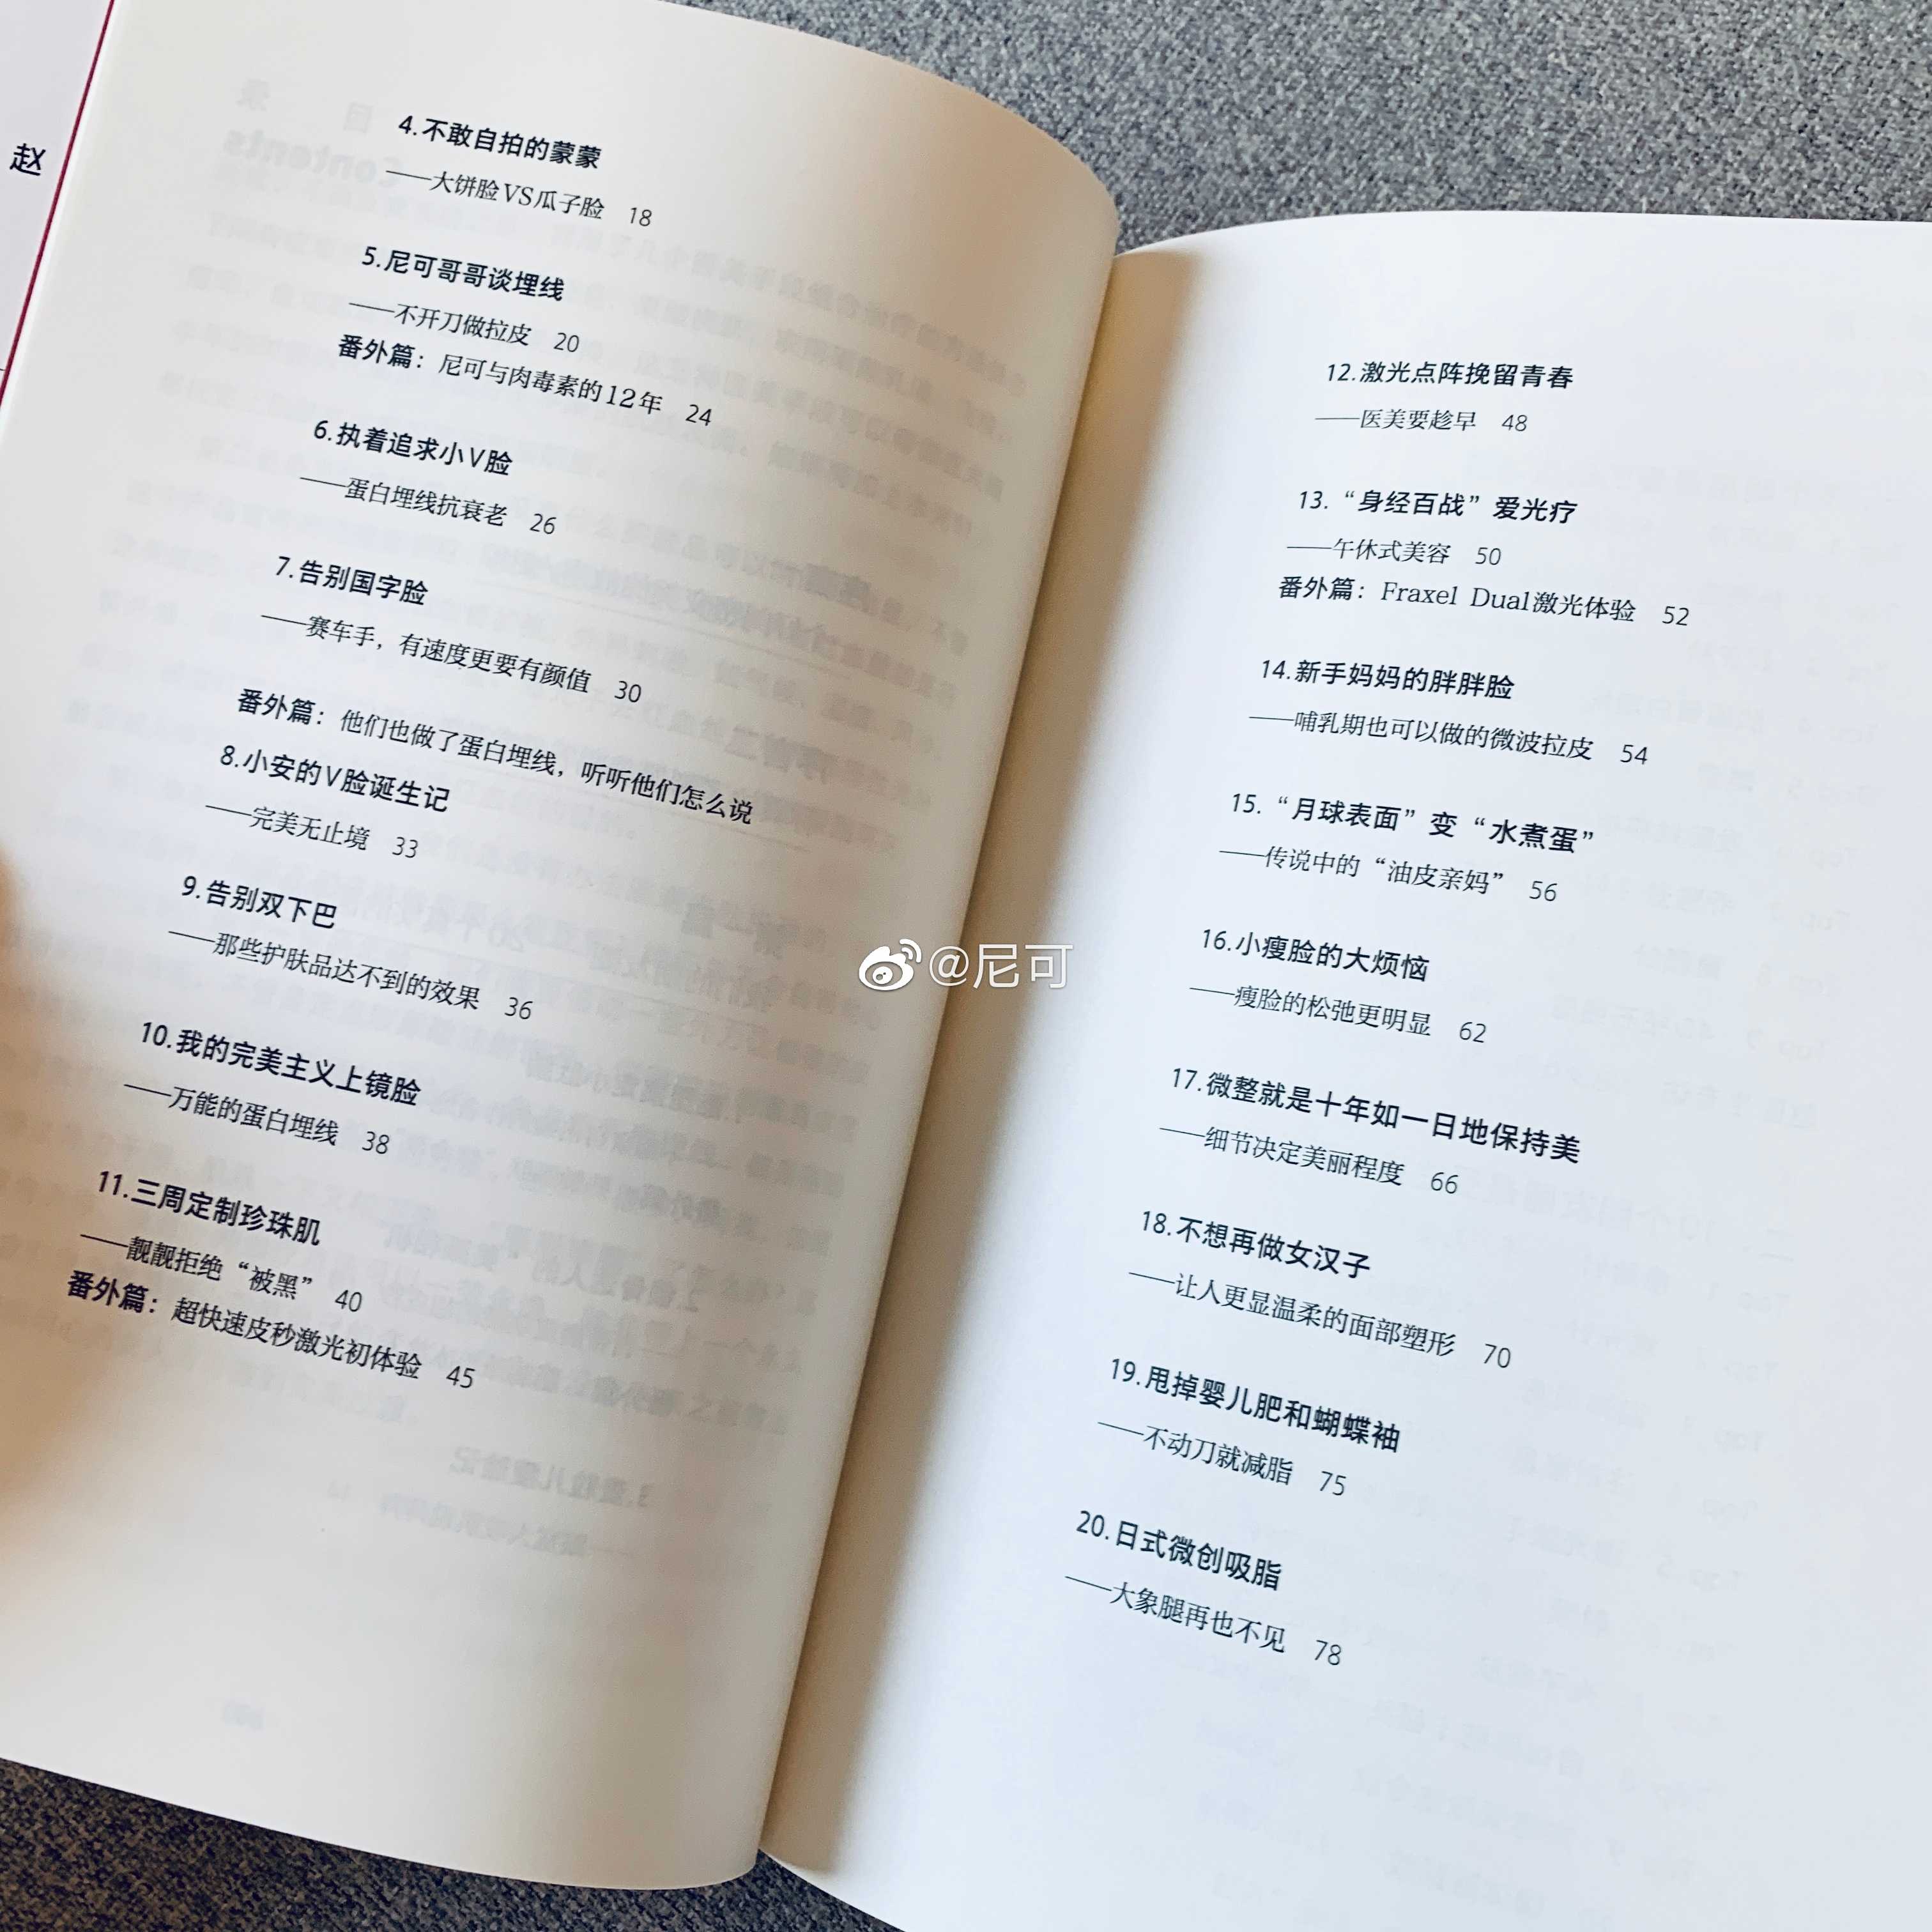 赵
4.不敢自拍的蒙蒙
——大饼脸VS瓜子脸 18
5.尼可哥哥谈埋线
——不开刀做拉皮 20
番外篇：尼可与肉毒素的12年 24
6.执着追求小V脸
——蛋白埋线抗衰老 26
7.告别国字脸
——赛车手，有速度更要有颜值 30
番外篇：他们也做了蛋白埋线，听听他们怎么说
8.小安的V脸诞生记
——完美无止境 33
9.告别双下巴
——那些护肤品达不到的效果 36
10.我的完美主义上镜脸
——万能的蛋白埋线 38
11.三周定制珍珠肌
——靓靓拒绝“被黑” 40
番外篇：超快速皮秒激光初体验 45
12.激光点阵挽留青春
——医美要趁早 48
13.“身经百战”爱光疗
——午休式美容 50
番外篇：Fraxel Dual激光体验 52
14.新手妈妈的胖胖脸
——哺乳期也可以做的微波拉皮 54
15.“月球表面”变“水煮蛋”
——传说中的“油皮亲妈” 56
16.小瘦脸的大烦恼
——瘦脸的松弛更明显 62
17.微整就是十年如一日地保持美
——细节决定美丽程度 66
18.不想再做女汉子
——让人更显温柔的面部塑形 70
19.甩掉婴儿肥和蝴蝶袖
——不动刀就减脂 75
20.日式微创吸脂
——大象腿再也不见 78
@尼可